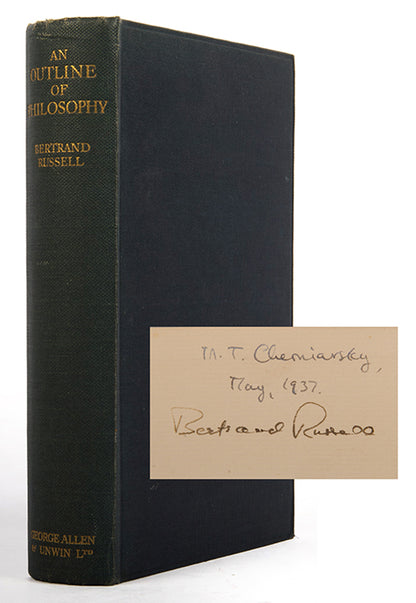 AN
OUTLINE
OF
PHILOSOPHY
BERTRAND
RUSSELL
GEORGE ALLEN
& UNWIN LTD
M. T. Cherniavsky,
May, 1937.
Bertrand Russell